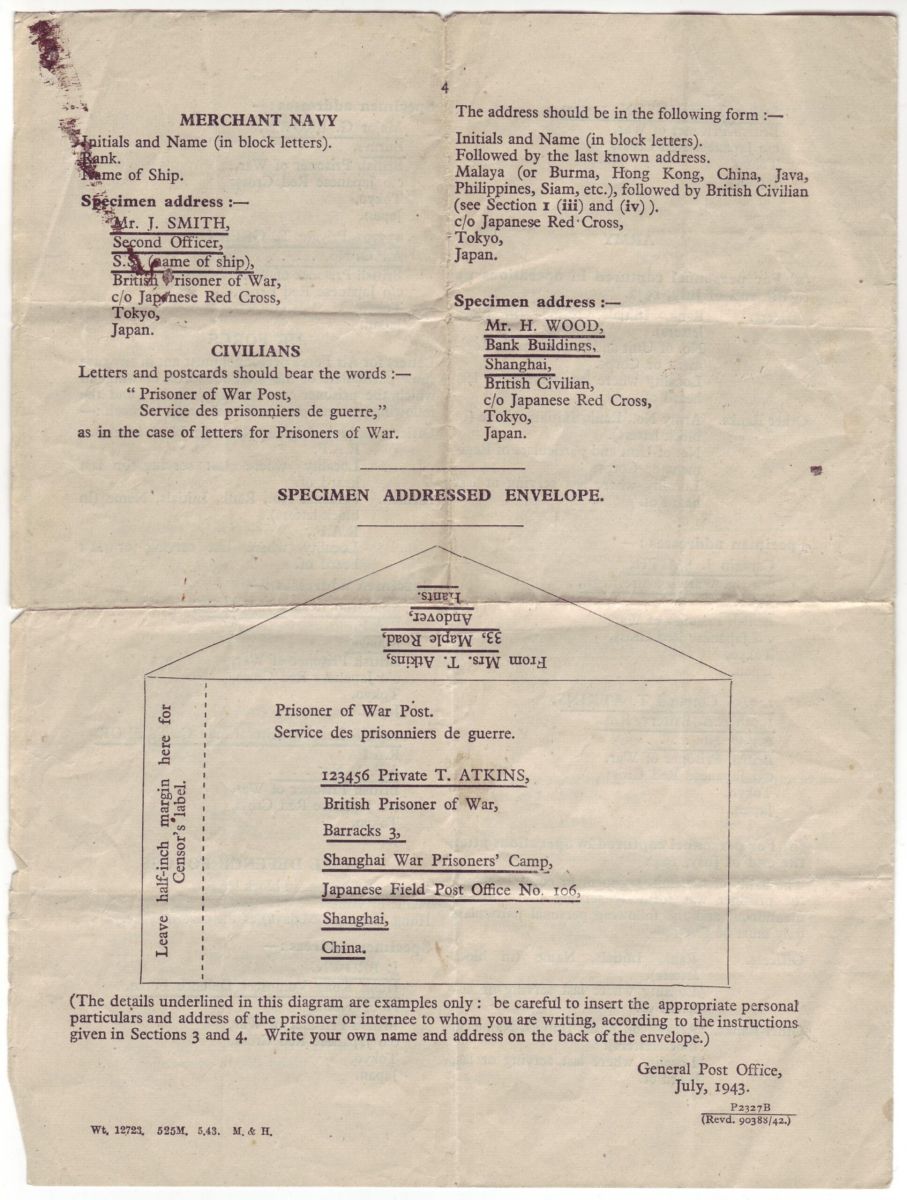 4
MERCHANT NAVY
Initials and Name (in block letters).
Rank.
Name of Ship.
Specimen address :—
Mr. J. SMITH,
Second Officer,
S.S. (name of ship),
British Prisoner of War,
c/o Japanese Red Cross,
Tokyo,
Japan.
CIVILIANS
Letters and postcards should bear the words :—
“ Prisoner of War Post,
Service des prisonniers de guerre,”
as in the case of letters for Prisoners of War.
The address should be in the following form :—
Initials and Name (in block letters).
Followed by the last known address.
Malaya (or Burma, Hong Kong, China, Java,
Philippines, Siam, etc.), followed by British Civilian
(see Section 1 (iii) and (iv) ).
c/o Japanese Red Cross,
Tokyo,
Japan.
Specimen address :—
Mr. H. WOOD,
Bank Buildings,
Shanghai,
British Civilian,
c/o Japanese Red Cross,
Tokyo,
Japan.
SPECIMEN ADDRESSED ENVELOPE.
From Mrs. T. Atkins,
33, Maple Road,
Andover,
Hants.
Leave half-inch margin here for
Censor's label.
Prisoner of War Post.
Service des prisonniers de guerre.
123456 Private T. ATKINS,
British Prisoner of War,
Barracks 3,
Shanghai War Prisoners' Camp,
Japanese Field Post Office No. 106,
Shanghai,
China.
(The details underlined in this diagram are examples only : be careful to insert the appropriate personal
particulars and address of the prisoner or internee to whom you are writing, according to the instructions
given in Sections 3 and 4. Write your own name and address on the back of the envelope.)
General Post Office,
July, 1943.
P2327B
(Revd. 90388/42.)
Wt. 12723. 525M. 5.43. M. & H.